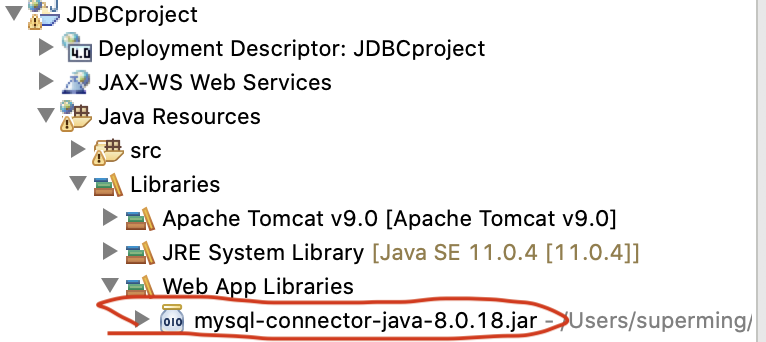 JDBCproject
4.0 Deployment Descriptor: JDBCproject
JAX-WS Web Services
Java Resources
src
Libraries
Apache Tomcat v9.0 [Apache Tomcat v9.0]
JRE System Library [Java SE 11.0.4 [11.0.4]]
Web App Libraries
010 mysql-connector-java-8.0.18.jar - /Users/superming/